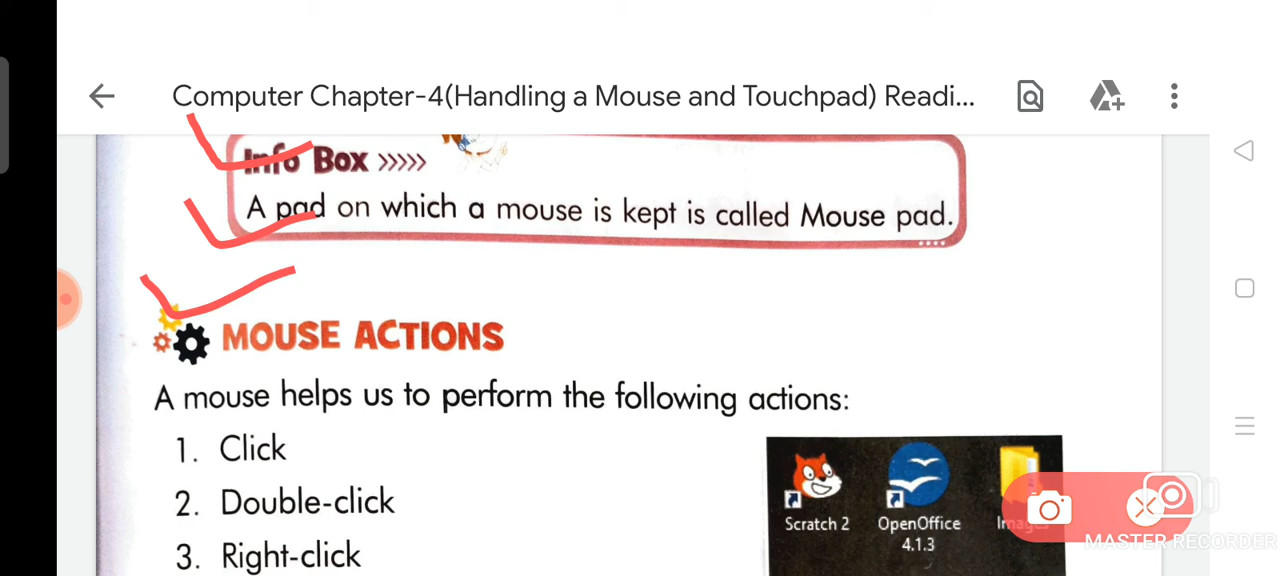 Computer Chapter-4(Handling a Mouse and Touchpad) Readi...
Info Box >>>>>
A pad on which a mouse is kept is called Mouse pad.
MOUSE ACTIONS
A mouse helps us to perform the following actions:
1. Click
2. Double-click
3. Right-click
Scratch 2
OpenOffice
4.1.3
Images
MASTER RECORDER